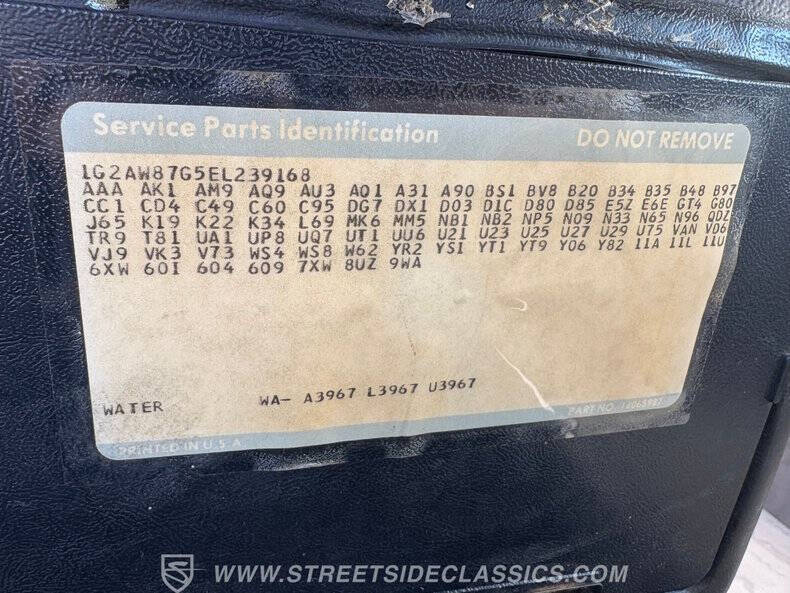 Service Parts Identification DO NOT REMOVE
1G2AW87G5EL239168
AAA AK1 AM9 AQ9 AU3 AQ1 A31 A90 BS1 BV8 B20 B34 B35 B48 B97
CC1 CD4 C49 C60 C95 DG7 DX1 D03 D1C D80 D85 E5Z E6E GT4 G80
J65 K19 K22 K34 L69 MK6 MM5 NB1 NB2 NP5 N09 N33 N65 N96 QDZ
TR9 T81 UA1 UP8 UQ7 UT1 UU6 U21 U23 U25 U27 U29 U75 VAN VD6
VJ9 VK3 V73 WS4 WS8 W62 YR2 YS1 YT1 YT9 Y06 Y82 11A 11L 11U
6XW 60I 604 609 7XW 8UZ 9WA
WATER WA- A3967 L3967 U3967
PART NO.
PRINTED IN U.S.A.
WWW.STREETSIDECLASSICS.COM